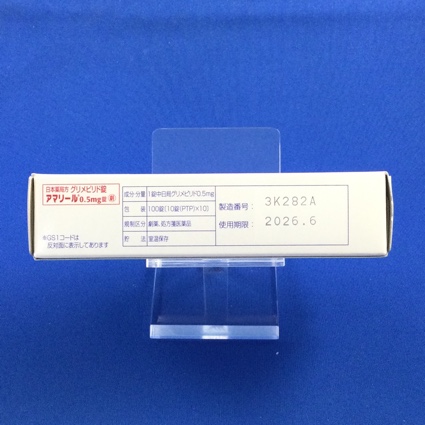 日本薬局方 グリメピリド錠
アマリール® 0.5mg錠 劇
※GS1コードは
反対面に表示してあります
成分・分量 1錠中日局グリメピリド0.5mg
包装 100錠(10錠(PTP)×10)
規制区分 劇薬、処方箋医薬品
貯法 室温保存
製造番号: 3K282A
使用期限: 2026.6